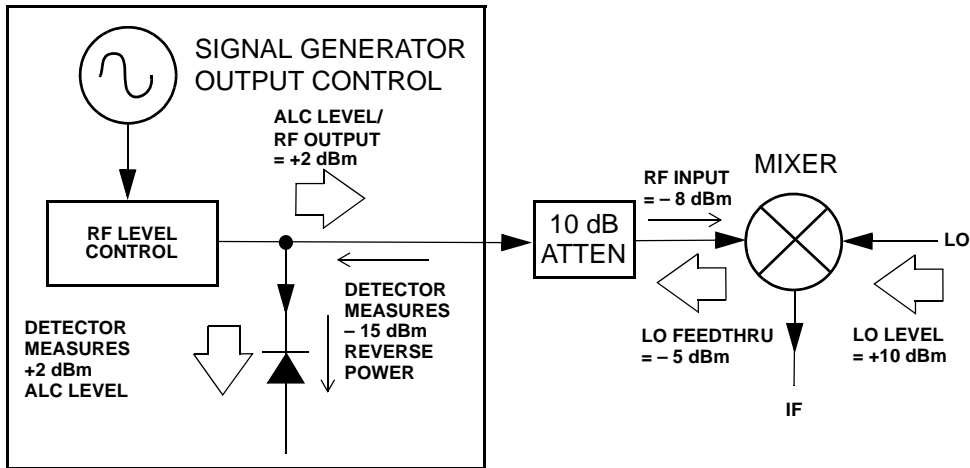 SIGNAL GENERATOR
OUTPUT CONTROL
ALC LEVEL/
RF OUTPUT
= +2 dBm
RF LEVEL
CONTROL
DETECTOR
MEASURES
+2 dBm
ALC LEVEL
DETECTOR
MEASURES
– 15 dBm
REVERSE
POWER
10 dB
ATTEN
RF INPUT
= – 8 dBm
MIXER
LO
LO FEEDTHRU
= – 5 dBm
LO LEVEL
= +10 dBm
IF